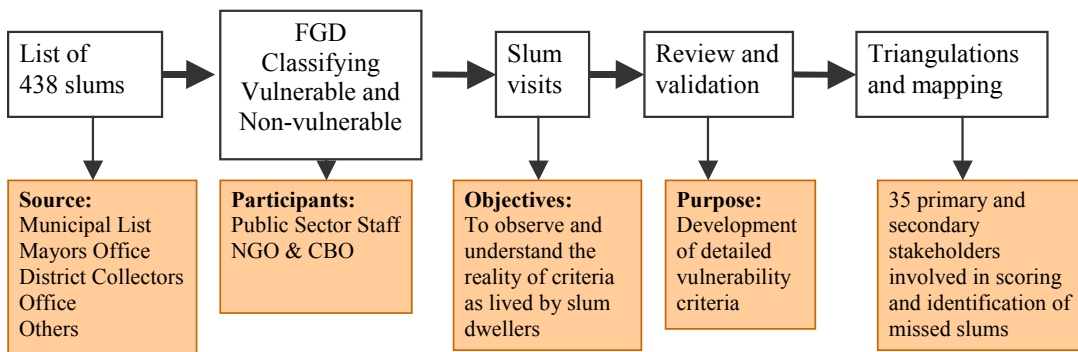 List of
438 slums
FGD
Classifying
Vulnerable and
Non-vulnerable
Slum
visits
Review and
validation
Triangulations
and mapping
Source:
Municipal List
Mayors Office
District Collectors
Office
Others
Participants:
Public Sector Staff
NGO & CBO
Objectives:
To observe and
understand the
reality of criteria
as lived by slum
dwellers
Purpose:
Development
of detailed
vulnerability
criteria
35 primary and
secondary
stakeholders
involved in scoring
and identification of
missed slums